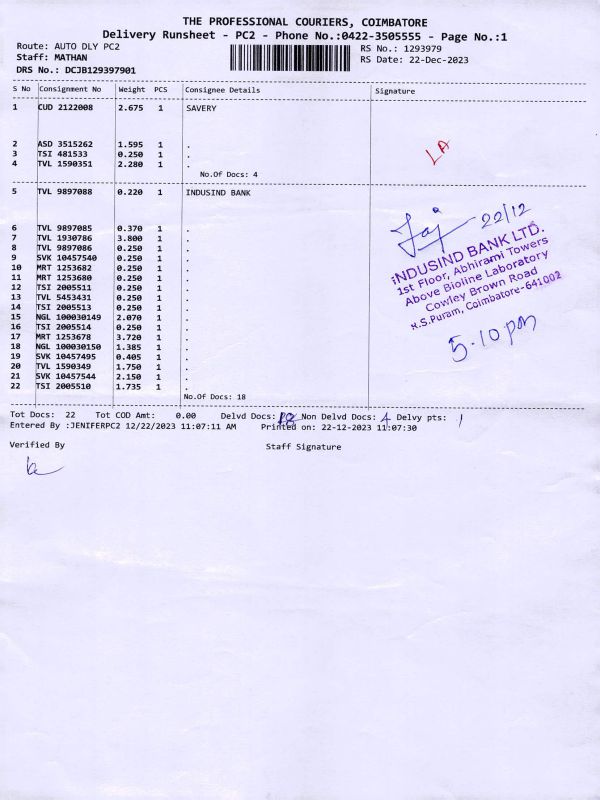 THE PROFESSIONAL COURIERS, COIMBATORE
Delivery Runsheet - PC2 - Phone No.:0422-3505555 - Page No.:1
Route: AUTO DLY PC2 RS No.: 1293979
Staff: MATHAN RS Date: 22-Dec-2023
DRS No.: DCJB129397901
S No Consignment No Weight PCS Consignee Details Signature
1 CUD 2122008 2.675 1 SAVERY
2 ASD 3515262 1.595 1 .
LA
3 TSI 481533 0.250 1 .
4 TVL 1590351 2.280 1 .
No.Of Docs: 4
5 TVL 9897088 0.220 1 INDUSIND BANK
22/12
6 TVL 9897085 0.370 1 .
7 TVL 1930786 3.800 1 .
8 TVL 9897086 0.250 1 .
9 SVK 10457540 0.250 1 .
10 MRT 1253682 0.250 1 .
11 MRT 1253680 0.250 1 .
12 TSI 2005511 0.250 1 .
13 TVL 5453431 0.250 1 .
14 TSI 2005513 0.250 1 .
15 NGL 100030149 2.070 1 .
16 TSI 2005514 0.250 1 .
17 MRT 1253678 3.720 1 .
18 NGL 100030150 1.385 1 .
19 SVK 10457495 0.405 1 .
20 TVL 1590349 1.750 1 .
21 SVK 10457544 2.150 1 .
22 TSI 2005510 1.735 1 .
INDUSIND BANK LTD.
1st Floor, Abhirami Towers
Above Bioline Laboratory
Cowley Brown Road
R.S.Puram, Coimbatore-641002
5.10 pm
No.Of Docs: 18
Tot Docs: 22 Tot COD Amt: 0.00 Delvd Docs: 18 Non Delvd Docs: 4 Delvy pts: 1
Entered By :JENIFERPC2 12/22/2023 11:07:11 AM Printed on: 22-12-2023 11:07:30
Verified By Staff Signature